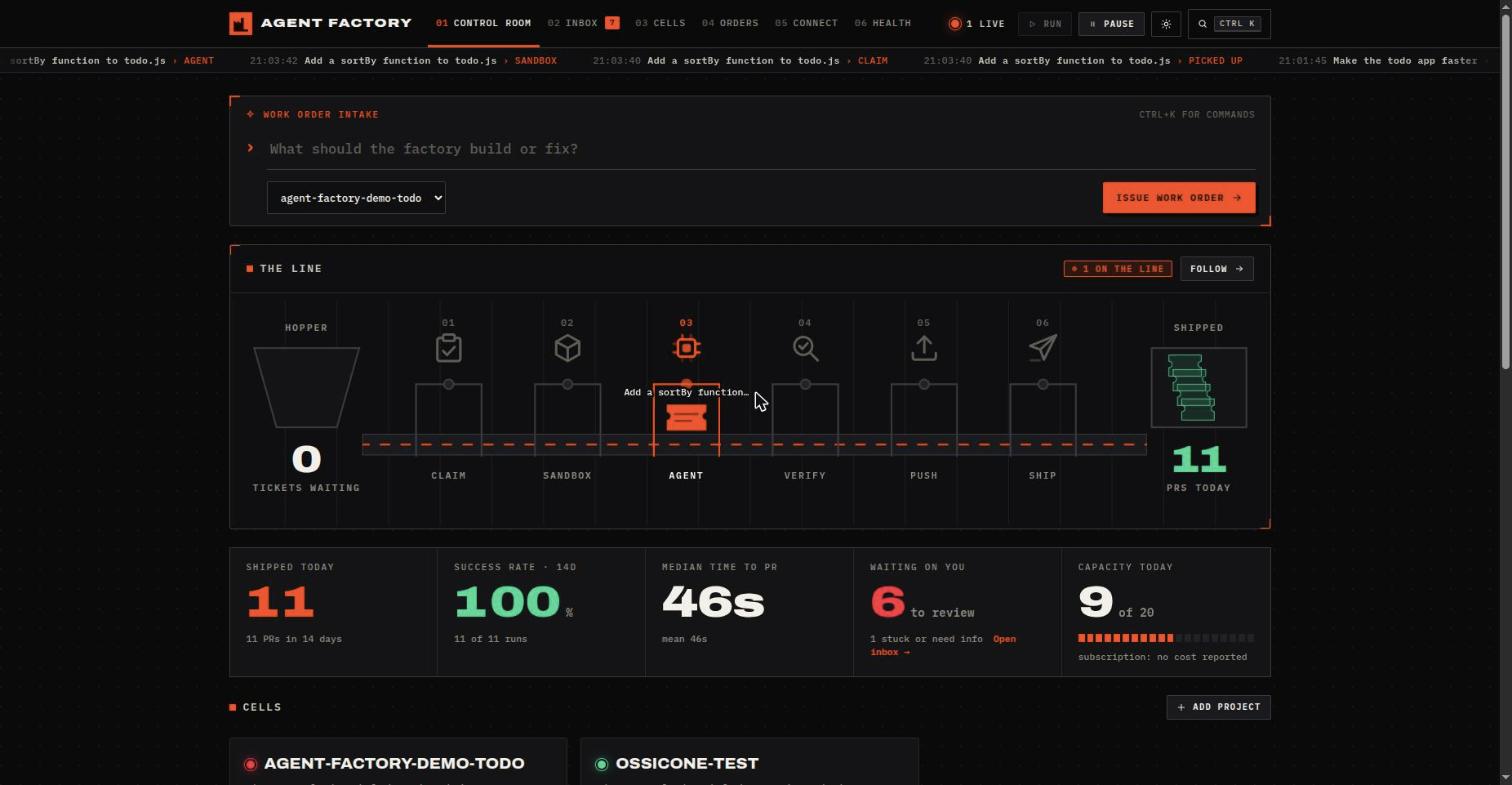 AGENT FACTORY 01 CONTROL ROOM 02 INBOX 7 03 CELLS 04 ORDERS 05 CONNECT 06 HEALTH 1 LIVE RUN PAUSE CTRL K
sortBy function to todo.js › AGENT 21:03:42 Add a sortBy function to todo.js › SANDBOX 21:03:40 Add a sortBy function to todo.js › CLAIM 21:03:40 Add a sortBy function to todo.js › PICKED UP 21:01:45 Make the todo app faster
WORK ORDER INTAKE CTRL+K FOR COMMANDS
› What should the factory build or fix?
agent-factory-demo-todo ISSUE WORK ORDER →
THE LINE 1 ON THE LINE FOLLOW →
HOPPER 01 02 03 04 05 06 SHIPPED
Add a sortBy function…
0 11
CLAIM SANDBOX AGENT VERIFY PUSH SHIP
TICKETS WAITING PRS TODAY
SHIPPED TODAY SUCCESS RATE · 14D MEDIAN TIME TO PR WAITING ON YOU CAPACITY TODAY
11 100 % 46s 6 to review 9 of 20
11 PRs in 14 days 11 of 11 runs mean 46s 1 stuck or need info Open
inbox →
subscription: no cost reported
CELLS + ADD PROJECT
AGENT-FACTORY-DEMO-TODO OSSICONE-TEST